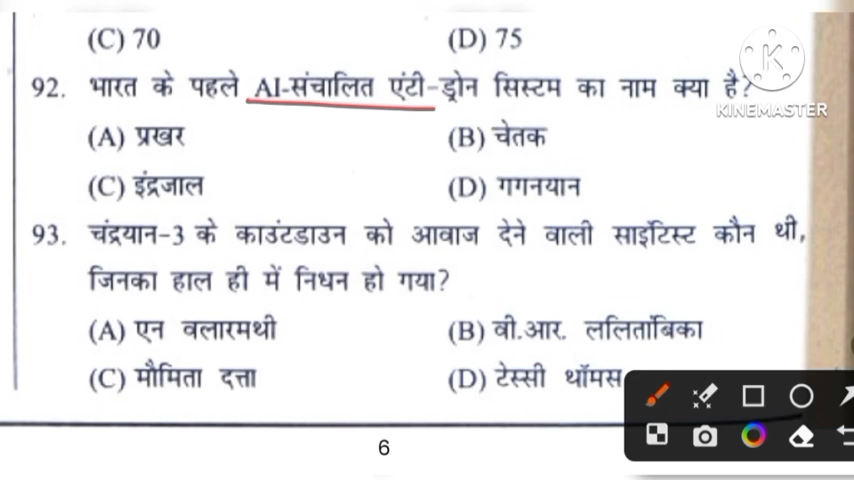 (C) 70 (D) 75
92. भारत के पहले AI-संचालित एंटी-ड्रोन सिस्टम का नाम क्या है?
KINEMASTER
(A) प्रखर (B) चेतक
(C) इंद्रजाल (D) गगनयान
93. चंद्रयान-3 के काउंटडाउन को आवाज देने वाली साइंटिस्ट कौन थी,
जिनका हाल ही में निधन हो गया?
(A) एन वलारमथी (B) वी.आर. ललितांबिका
(C) मौमिता दत्ता (D) टेस्सी थॉमस
6